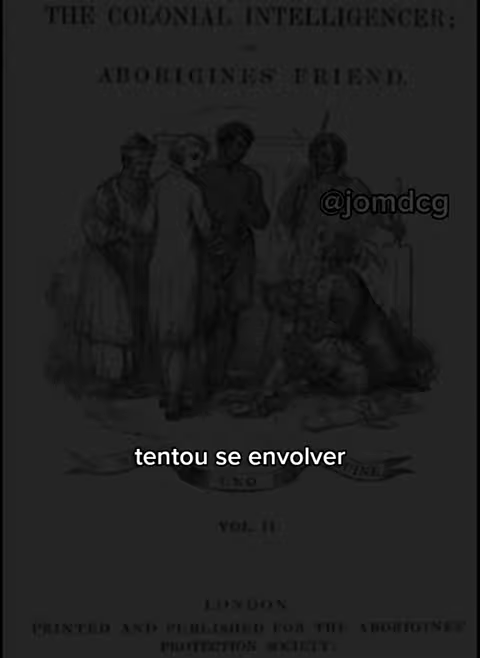 THE COLONIAL INTELLIGENCER;
ABORIGINES' FRIEND.
@jomdcg
tentou se envolver
UNO
VOL. II
LONDON
PRINTED AND PUBLISHED FOR THE ABORIGINES'
PROTECTION SOCIETY: